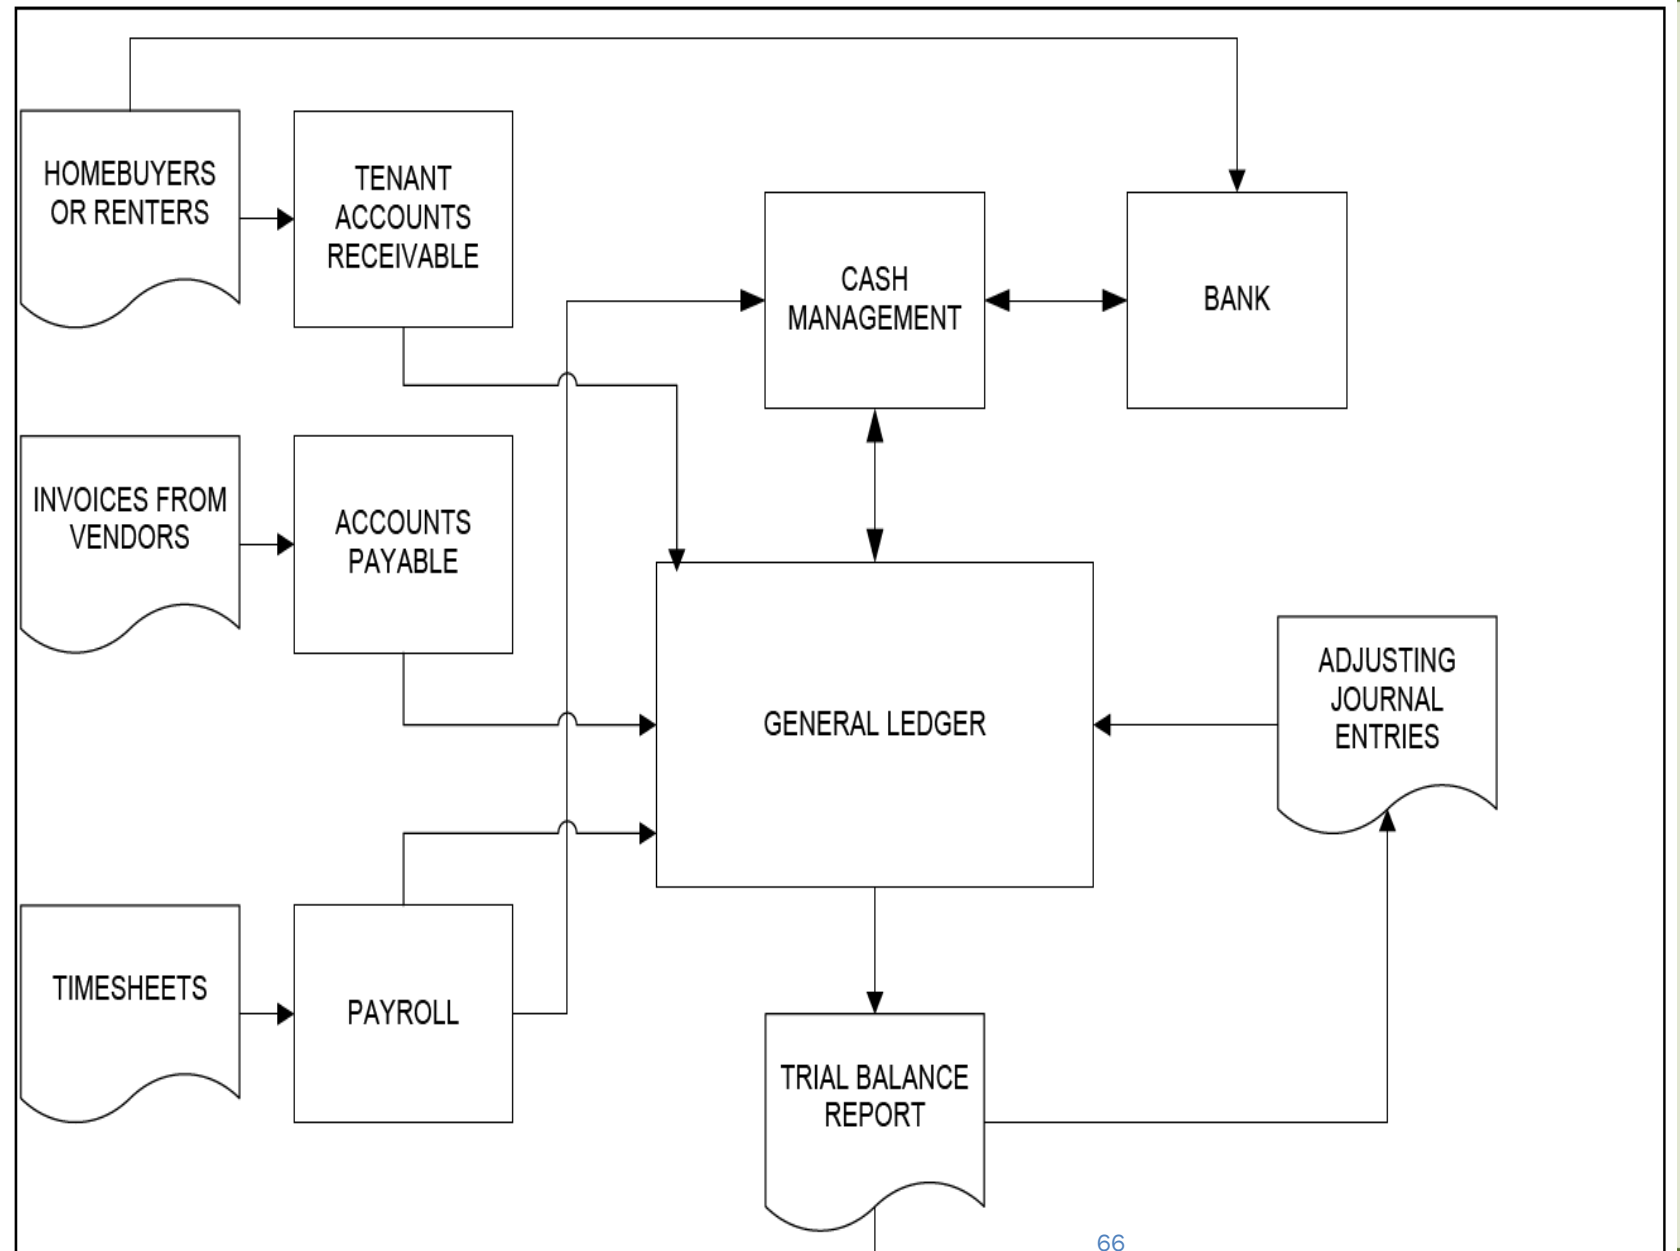 HOMEBUYERS
OR RENTERS
TENANT
ACCOUNTS
RECEIVABLE
CASH
MANAGEMENT
BANK
INVOICES FROM
VENDORS
ACCOUNTS
PAYABLE
GENERAL LEDGER
ADJUSTING
JOURNAL
ENTRIES
TIMESHEETS
PAYROLL
TRIAL BALANCE
REPORT
66